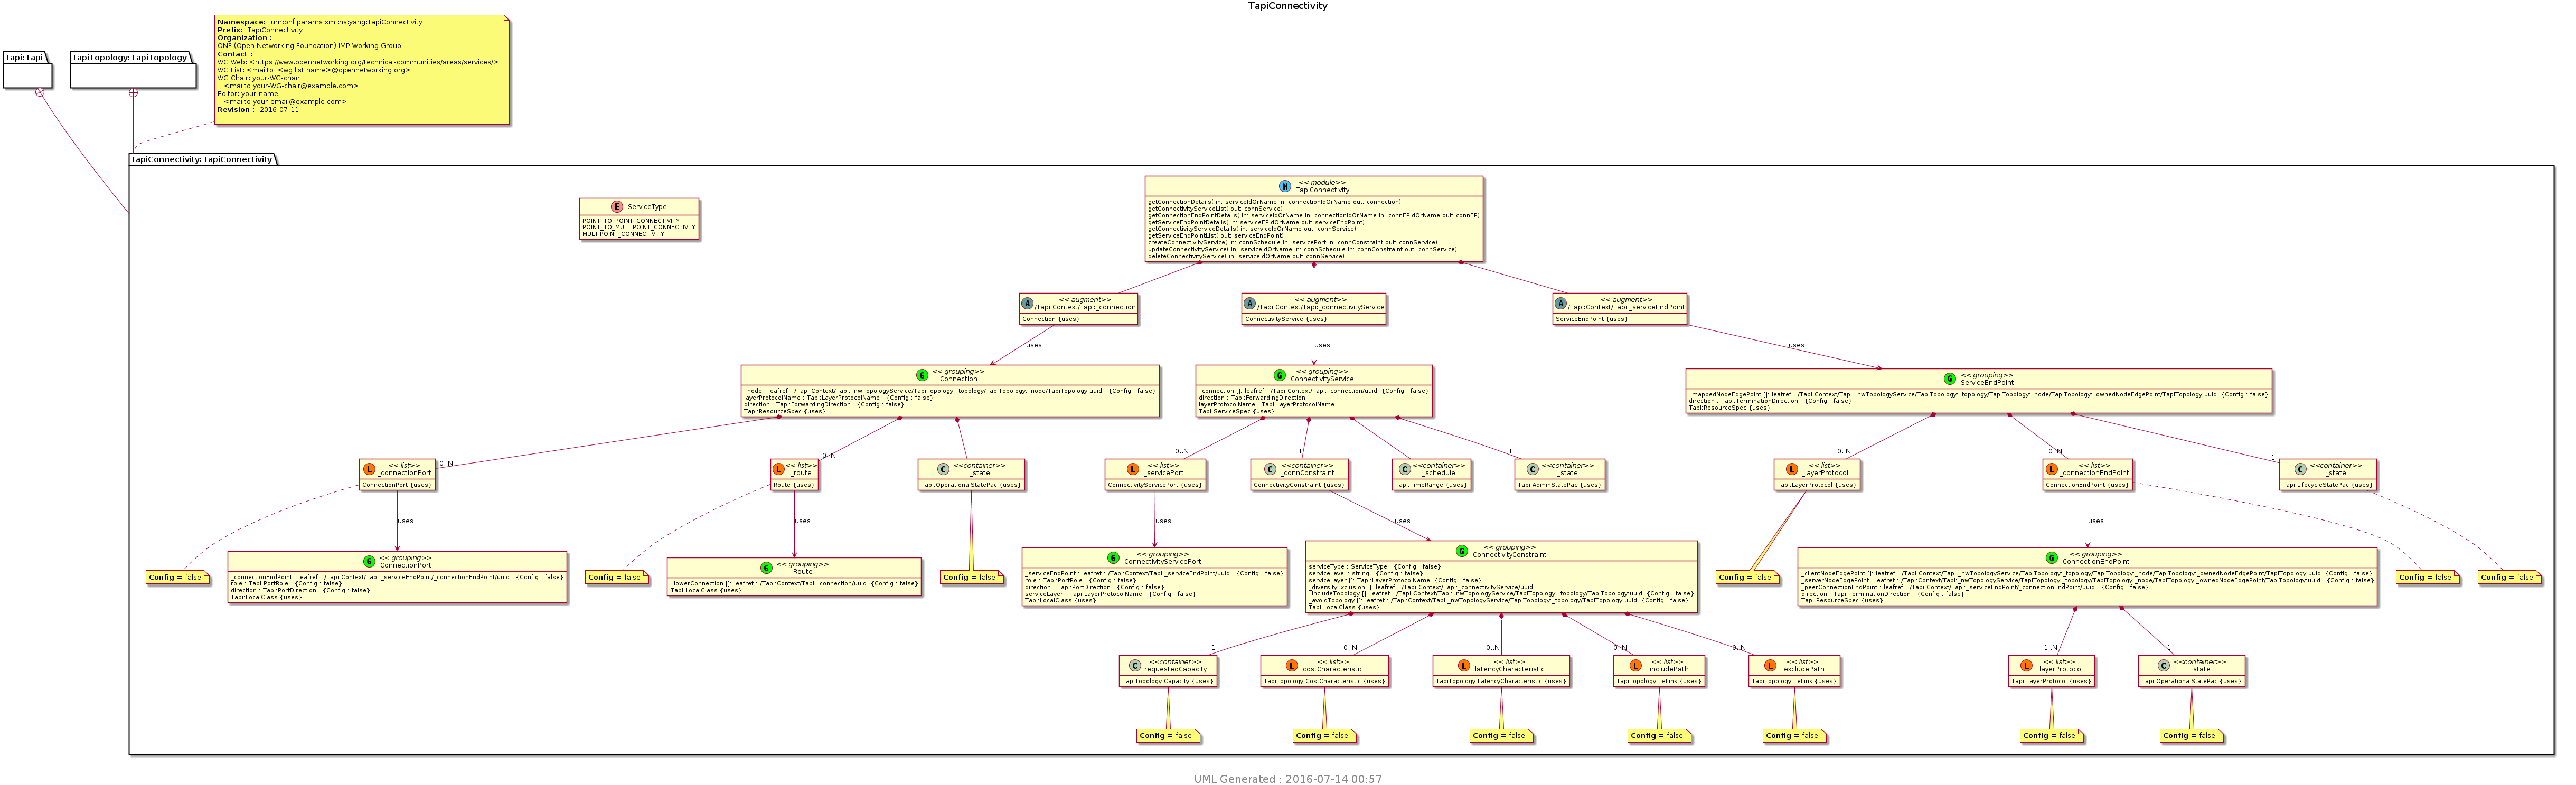 TapiConnectivity
Namespace: urn:onf:params:xml:ns:yang:TapiConnectivity
Prefix: TapiConnectivity
Organization :
ONF (Open Networking Foundation) IMP Working Group
Contact :
WG Web: <https://www.opennetworking.org/technical-communities/areas/services/>
WG List: <mailto: <wg list name>@opennetworking.org>
WG Chair: your-WG-chair
<mailto:your-WG-chair@example.com>
Editor: your-name
<mailto:your-email@example.com>
Revision : 2016-07-11
Tapi:Tapi
TapiTopology:TapiTopology
TapiConnectivity:TapiConnectivity
E ServiceType
POINT_TO_POINT_CONNECTIVITY
POINT_TO_MULTIPOINT_CONNECTIVTY
MULTIPOINT_CONNECTIVITY
M << module>>
TapiConnectivity
getConnectionDetails( in: serviceIdOrName in: connectionIdOrName out: connection)
getConnectivityServiceList( out: connService)
getConnectionEndPointDetails( in: serviceIdOrName in: connectionIdOrName in: connEPIdOrName out: connEP)
getServiceEndPointDetails( in: serviceEPIdOrName out: serviceEndPoint)
getConnectivityServiceDetails( in: serviceIdOrName out: connService)
getServiceEndPointList( out: serviceEndPoint)
createConnectivityService( in: connSchedule in: servicePort in: connConstraint out: connService)
updateConnectivityService( in: serviceIdOrName in: connSchedule in: connConstraint out: connService)
deleteConnectivityService( in: serviceIdOrName out: connService)
A << augment>>
/Tapi:Context/Tapi:_connection
Connection {uses}
A << augment>>
/Tapi:Context/Tapi:_connectivityService
ConnectivityService {uses}
A << augment>>
/Tapi:Context/Tapi:_serviceEndPoint
ServiceEndPoint {uses}
uses
uses
uses
G << grouping>>
Connection
_node : leafref : /Tapi:Context/Tapi:_nwTopologyService/TapiTopology:_topology/TapiTopology:_node/TapiTopology:uuid {Config : false}
layerProtocolName : Tapi:LayerProtocolName {Config : false}
direction : Tapi:ForwardingDirection {Config : false}
Tapi:ResourceSpec {uses}
G << grouping>>
ConnectivityService
_connection []: leafref : /Tapi:Context/Tapi:_connection/uuid {Config : false}
direction : Tapi:ForwardingDirection
layerProtocolName : Tapi:LayerProtocolName
Tapi:ServiceSpec {uses}
G << grouping>>
ServiceEndPoint
_mappedNodeEdgePoint []: leafref : /Tapi:Context/Tapi:_nwTopologyService/TapiTopology:_topology/TapiTopology:_node/TapiTopology:_ownedNodeEdgePoint/TapiTopology:uuid {Config : false}
direction : Tapi:TerminationDirection {Config : false}
Tapi:ResourceSpec {uses}
0..N
0..N
1
0..N
1
1
1
0..N
0..N
1
L << list>>
_connectionPort
ConnectionPort {uses}
L << list>>
_route
Route {uses}
C <<container>>
_state
Tapi:OperationalStatePac {uses}
L << list>>
_servicePort
ConnectivityServicePort {uses}
C <<container>>
_connConstraint
ConnectivityConstraint {uses}
C <<container>>
_schedule
Tapi:TimeRange {uses}
C <<container>>
_state
Tapi:AdminStatePac {uses}
L << list>>
_layerProtocol
Tapi:LayerProtocol {uses}
L << list>>
_connectionEndPoint
ConnectionEndPoint {uses}
C <<container>>
_state
Tapi:LifecycleStatePac {uses}
uses
uses
uses
uses
uses
Config = false
G << grouping>>
ConnectionPort
_connectionEndPoint : leafref : /Tapi:Context/Tapi:_serviceEndPoint/_connectionEndPoint/uuid {Config : false}
role : Tapi:PortRole {Config : false}
direction : Tapi:PortDirection {Config : false}
Tapi:LocalClass {uses}
Config = false
G << grouping>>
Route
_lowerConnection []: leafref : /Tapi:Context/Tapi:_connection/uuid {Config : false}
Tapi:LocalClass {uses}
Config = false
G << grouping>>
ConnectivityServicePort
_serviceEndPoint : leafref : /Tapi:Context/Tapi:_serviceEndPoint/uuid {Config : false}
role : Tapi:PortRole {Config : false}
direction : Tapi:PortDirection {Config : false}
serviceLayer : Tapi:LayerProtocolName {Config : false}
Tapi:LocalClass {uses}
G << grouping>>
ConnectivityConstraint
serviceType : ServiceType {Config : false}
serviceLevel : string {Config : false}
serviceLayer []: Tapi:LayerProtocolName {Config : false}
_diversityExclusion []: leafref : /Tapi:Context/Tapi:_connectivityService/uuid
_includeTopology []: leafref : /Tapi:Context/Tapi:_nwTopologyService/TapiTopology:_topology/TapiTopology:uuid {Config : false}
_avoidTopology []: leafref : /Tapi:Context/Tapi:_nwTopologyService/TapiTopology:_topology/TapiTopology:uuid {Config : false}
Tapi:LocalClass {uses}
Config = false
G << grouping>>
ConnectionEndPoint
_clientNodeEdgePoint []: leafref : /Tapi:Context/Tapi:_nwTopologyService/TapiTopology:_topology/TapiTopology:_node/TapiTopology:_ownedNodeEdgePoint/TapiTopology:uuid {Config : false}
_serverNodeEdgePoint : leafref : /Tapi:Context/Tapi:_nwTopologyService/TapiTopology:_topology/TapiTopology:_node/TapiTopology:_ownedNodeEdgePoint/TapiTopology:uuid {Config : false}
_peerConnectionEndPoint : leafref : /Tapi:Context/Tapi:_serviceEndPoint/_connectionEndPoint/uuid {Config : false}
direction : Tapi:TerminationDirection {Config : false}
Tapi:ResourceSpec {uses}
Config = false
Config = false
1
0..N
0..N
0..N
0..N
1..N
1
C <<container>>
requestedCapacity
TapiTopology:Capacity {uses}
L << list>>
costCharacteristic
TapiTopology:CostCharacteristic {uses}
L << list>>
latencyCharacteristic
TapiTopology:LatencyCharacteristic {uses}
L << list>>
_includePath
TapiTopology:TeLink {uses}
L << list>>
_excludePath
TapiTopology:TeLink {uses}
L << list>>
_layerProtocol
Tapi:LayerProtocol {uses}
C <<container>>
_state
Tapi:OperationalStatePac {uses}
Config = false
Config = false
Config = false
Config = false
Config = false
Config = false
Config = false
UML Generated : 2016-07-14 00:57